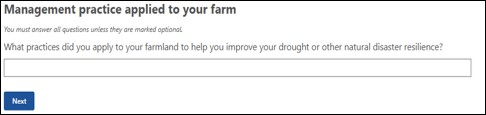 Management practice applied to your farm
You must answer all questions unless they are marked optional.
What practices did you apply to your farmland to help you improve your drought or other natural disaster resilience?
Next